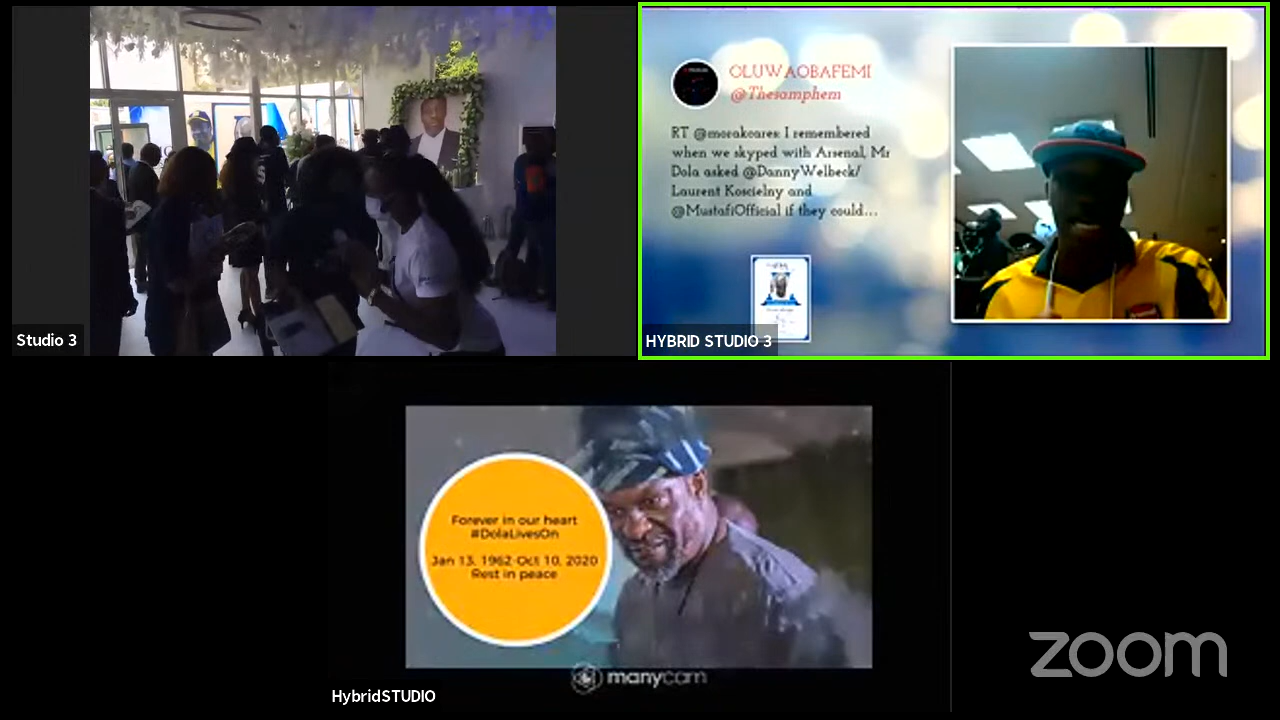 OLUWAOBAFEMI
@Thesamphem
RT @morakcares: I remembered
when we skyped with Arsenal, Mr
Dola asked @DannyWelbeck/
Laurent Koscielny and
@MustafiOfficial if they could...
Studio 3
HYBRID STUDIO 3
Forever in our heart
#DolaLivesOn
Jan 13, 1962-Oct 10, 2020
Rest in peace
manycam
HybridSTUDIO
zoom